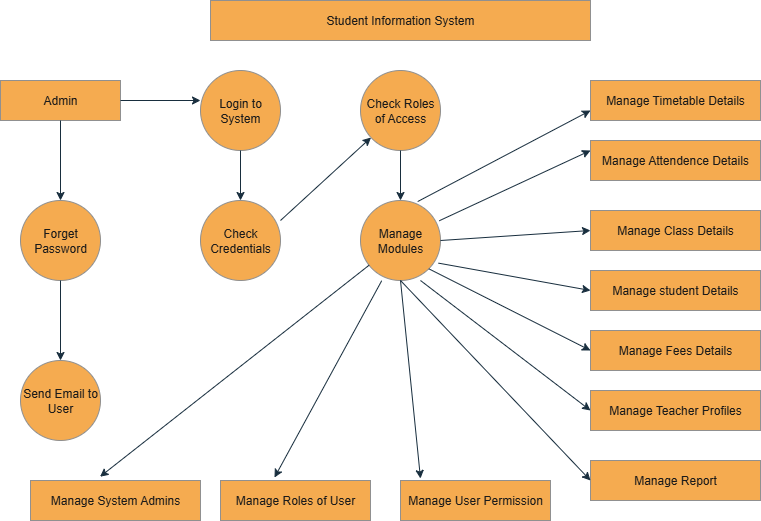 Student Information System
Admin
Login to
System
Check Roles
of Access
Manage Timetable Details
Manage Attendence Details
Forget
Password
Check
Credentials
Manage
Modules
Manage Class Details
Manage student Details
Manage Fees Details
Send Email to
User
Manage Teacher Profiles
Manage Report
Manage System Admins
Manage Roles of User
Manage User Permission